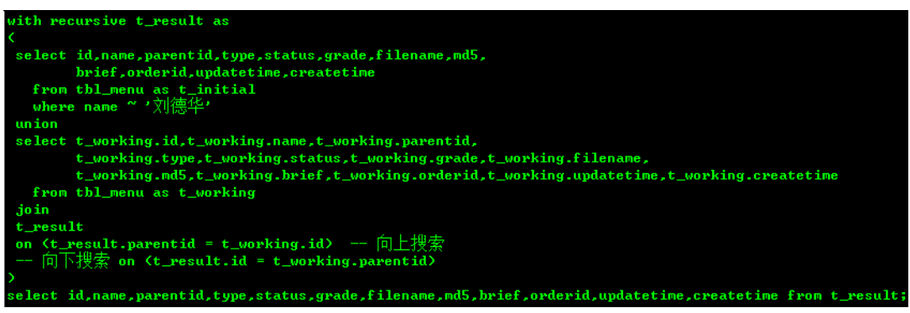 with recursive t_result as
(
select id,name,parentid,type,status,grade,filename,md5,
brief,orderid,updatetime,createtime
from tbl_menu as t_initial
where name ~ '刘德华'
union
select t_working.id,t_working.name,t_working.parentid,
t_working.type,t_working.status,t_working.grade,t_working.filename,
t_working.md5,t_working.brief,t_working.orderid,t_working.updatetime,t_working.createtime
from tbl_menu as t_working
join
t_result
on (t_result.parentid = t_working.id) -- 向上搜索
-- 向下搜索 on (t_result.id = t_working.parentid)
)
select id,name,parentid,type,status,grade,filename,md5,brief,orderid,updatetime,createtime from t_result;